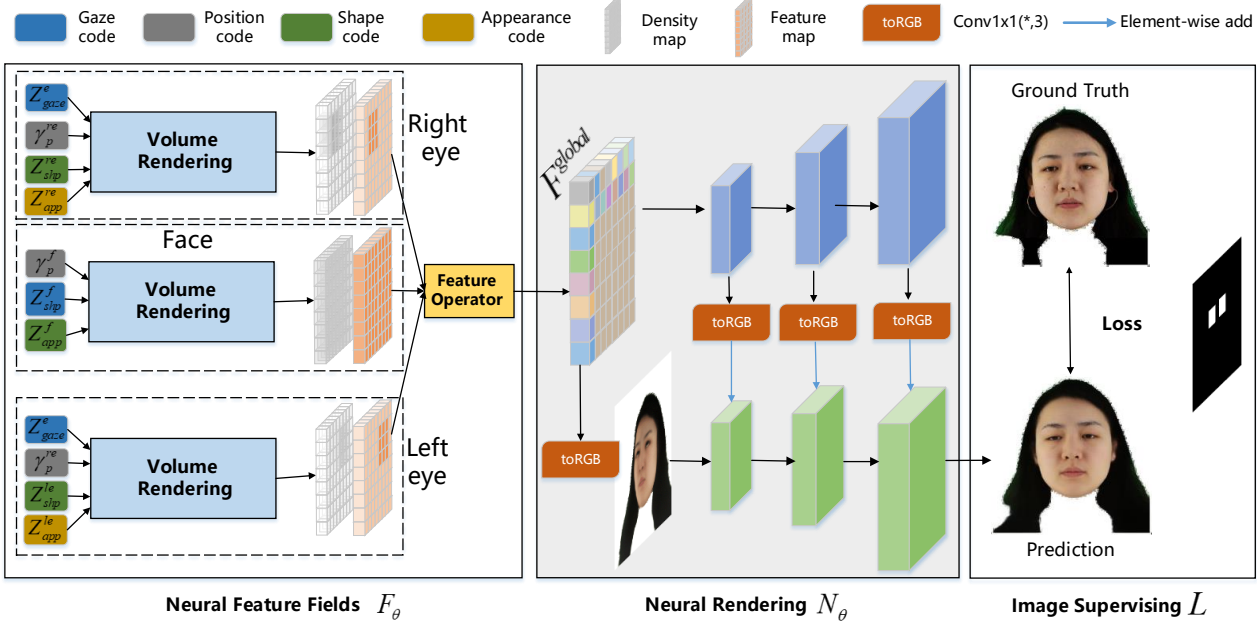 Gaze code
Position code
Shape code
Appearance code
Density map
Feature map
toRGB
Conv1x1(*,3)
Element-wise add
Z^e_gaze
γ^re_p
Z^re_shp
Z^re_app
Volume Rendering
Right eye
Face
γ^f_p
Z^f_shp
Z^f_app
Volume Rendering
Feature Operator
Z^e_gaze
γ^re_p
Z^le_shp
Z^le_app
Volume Rendering
Left eye
Neural Feature Fields F_θ
F^global
toRGB
toRGB
toRGB
toRGB
Neural Rendering N_θ
Ground Truth
Loss
Prediction
Image Supervising L